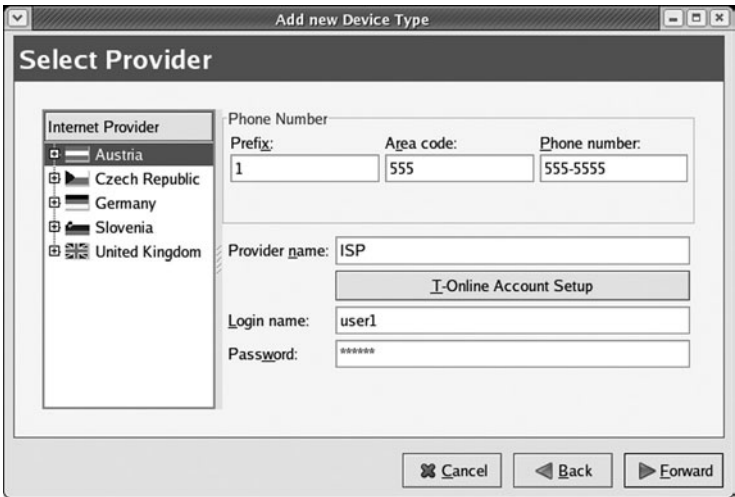 Add new Device Type
Select Provider
Internet Provider
Austria
Czech Republic
Germany
Slovenia
United Kingdom
Phone Number
Prefix: Area code: Phone number:
1 555 555-5555
Provider name: ISP
T-Online Account Setup
Login name: user1
Password: ******
Cancel Back Forward